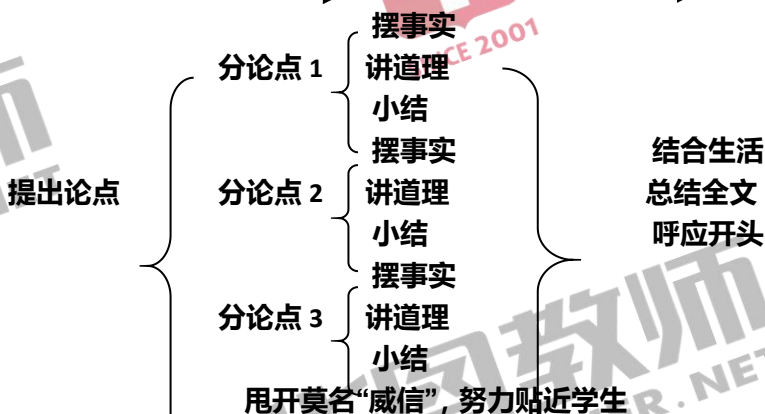 摆事实
SINCE 2001
分论点 1
讲道理
小结
摆事实
结合生活
提出论点
分论点 2
讲道理
总结全文
小结
呼应开头
摆事实
分论点 3
讲道理
小结
甩开莫名“威信”，努力贴近学生